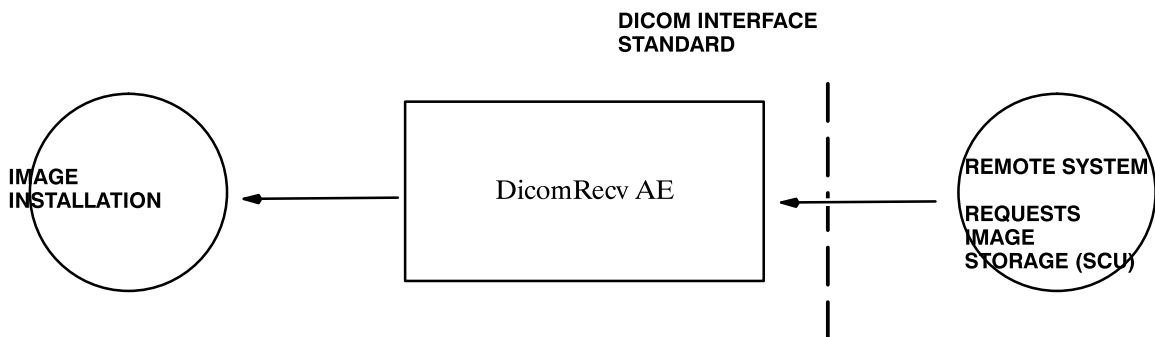 DICOM INTERFACE
STANDARD
IMAGE
INSTALLATION
DicomRecv AE
REMOTE SYSTEM
REQUESTS
IMAGE
STORAGE (SCU)